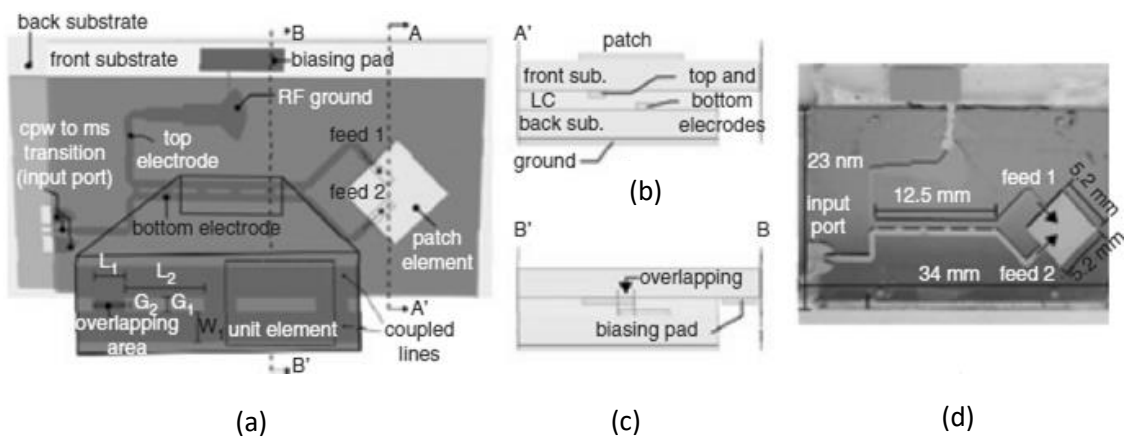 back substrate
B
A
front substrate
biasing pad
RF ground
cpw to ms
transition
(input port)
top
electrode
feed 1
feed 2
bottom electrode
patch
element
L1
L2
G2
G1
W
overlapping
area
unit element
coupled
lines
A'
B'
(a)
A'
A
patch
front sub.
top and
LC
bottom
back sub.
elecrodes
ground
(b)
B'
B
overlapping
biasing pad
(c)
23 nm
12.5 mm
feed 1
5.2 mm
input
port
34 mm
feed 2
5.2 mm
(d)